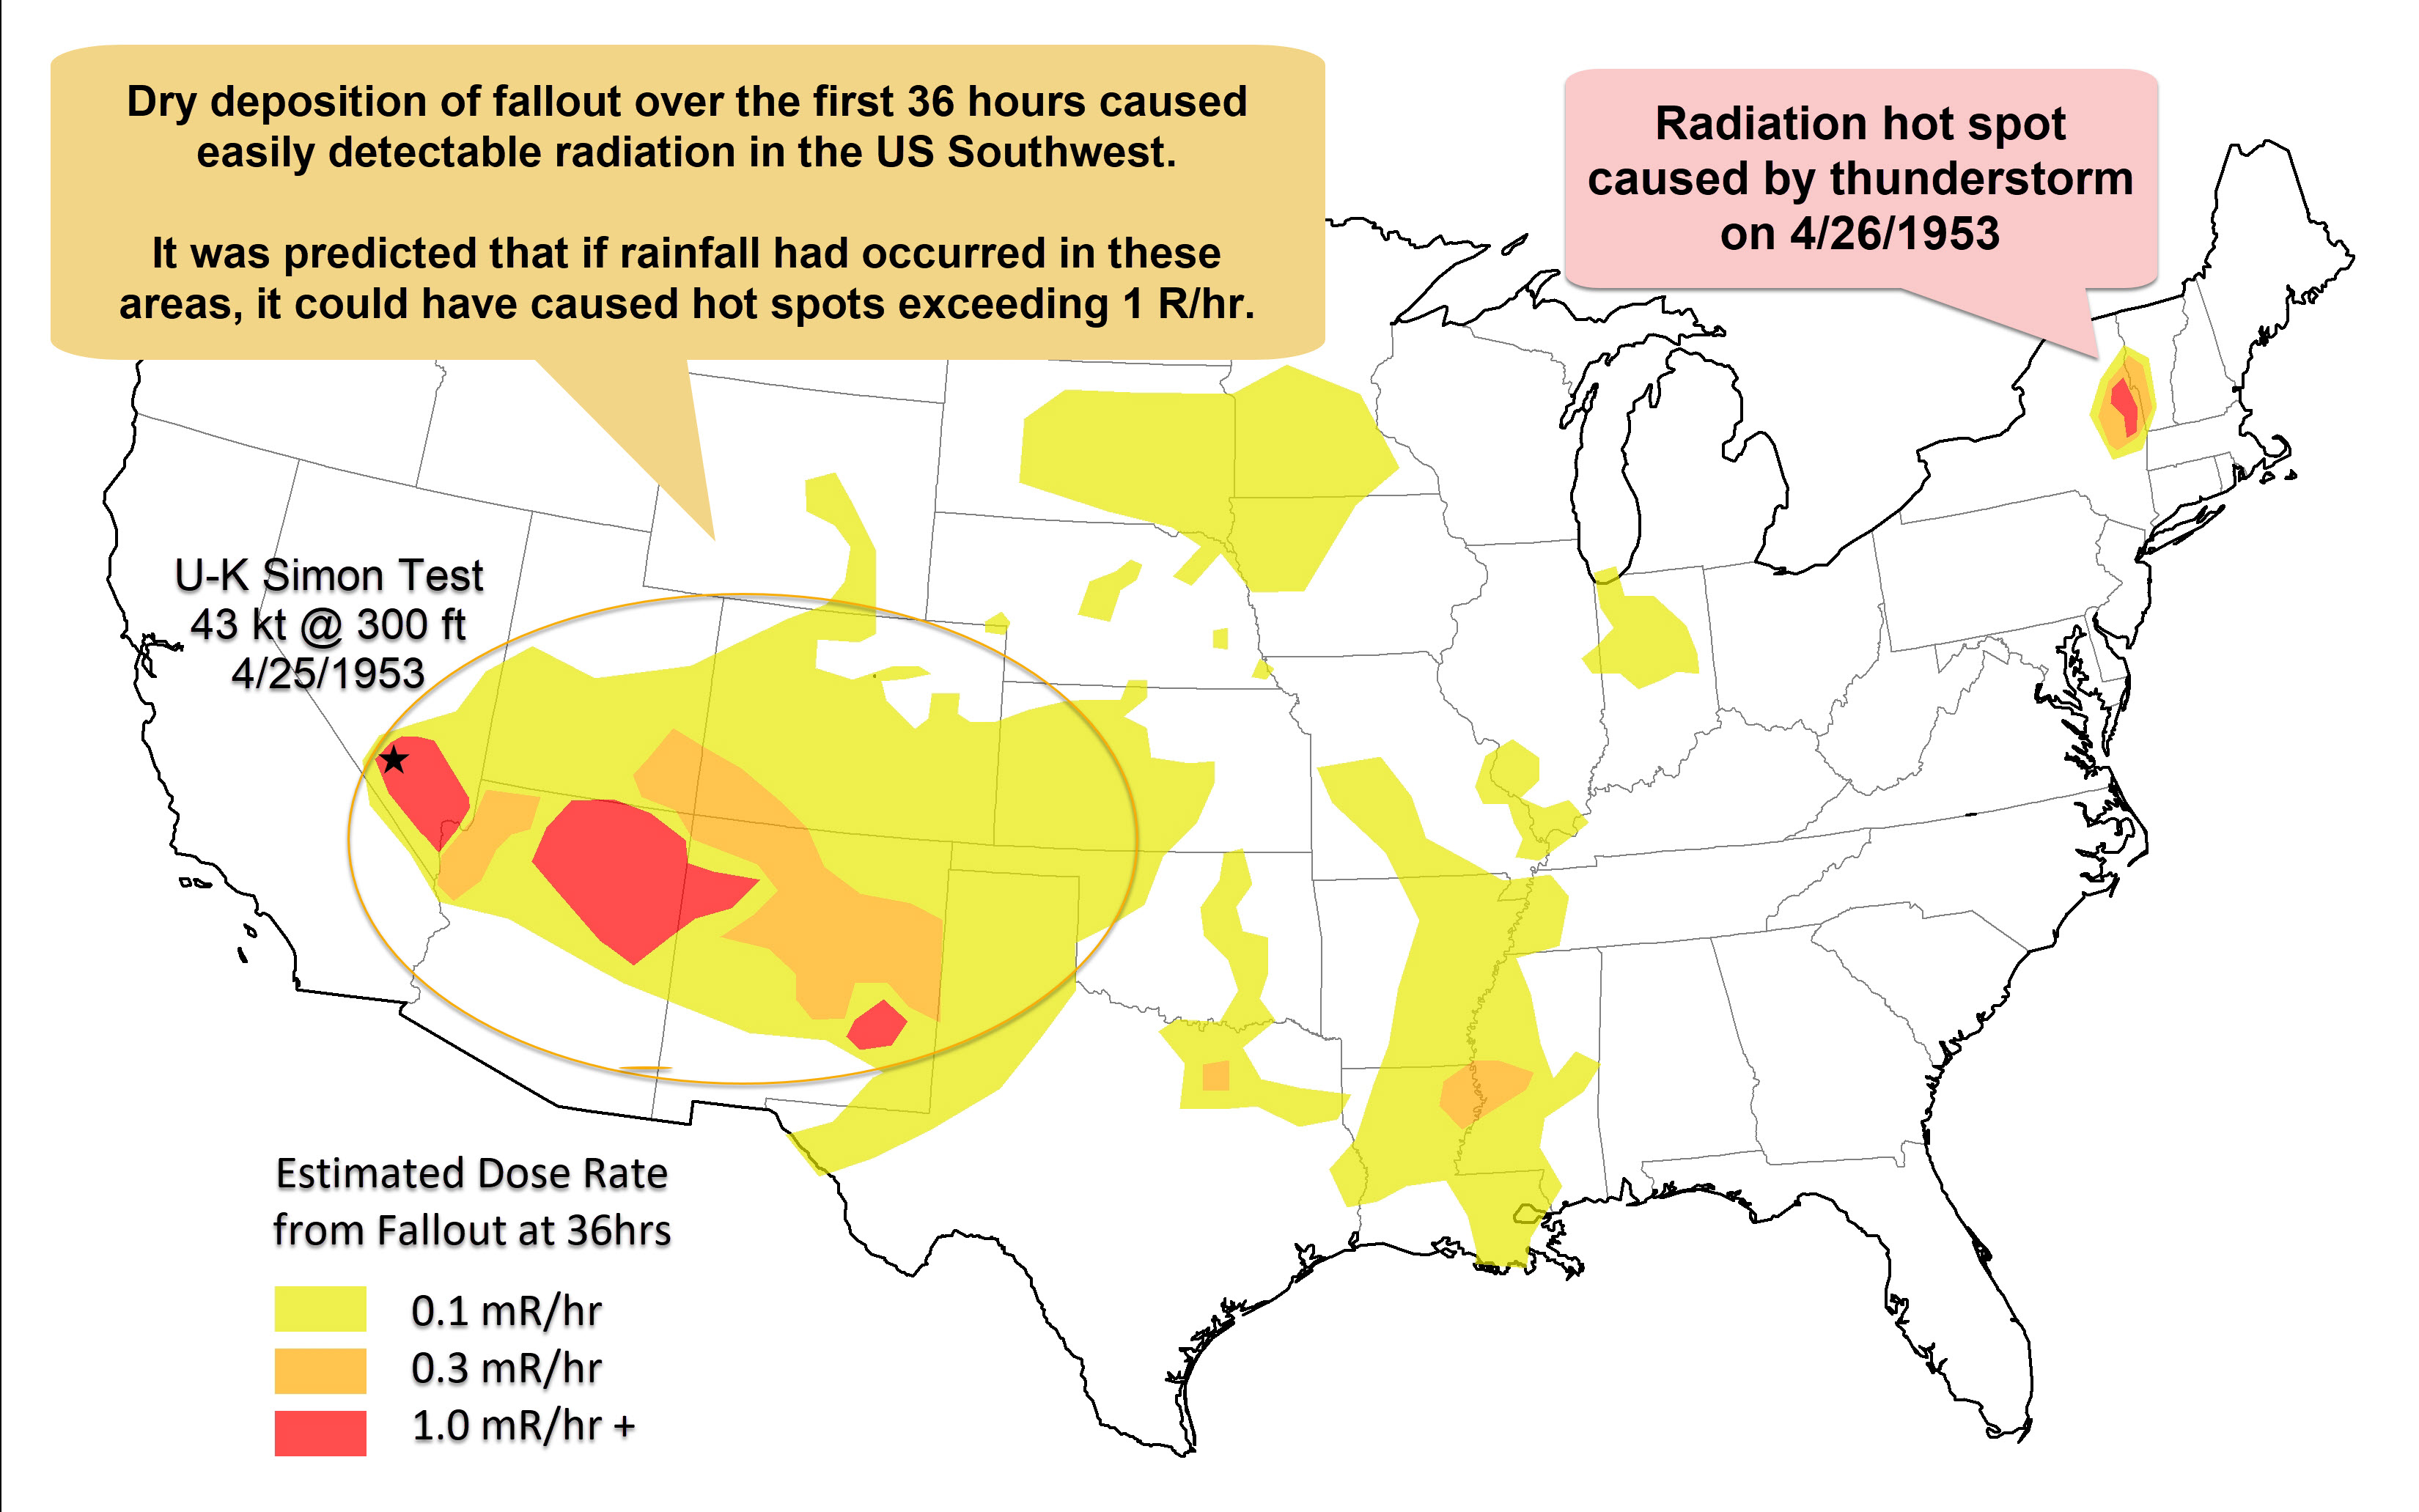 Dry deposition of fallout over the first 36 hours caused
easily detectable radiation in the US Southwest.
It was predicted that if rainfall had occurred in these
areas, it could have caused hot spots exceeding 1 R/hr.
Radiation hot spot
caused by thunderstorm
on 4/26/1953
U-K Simon Test
43 kt @ 300 ft
4/25/1953
Estimated Dose Rate
from Fallout at 36hrs
0.1 mR/hr
0.3 mR/hr
1.0 mR/hr +